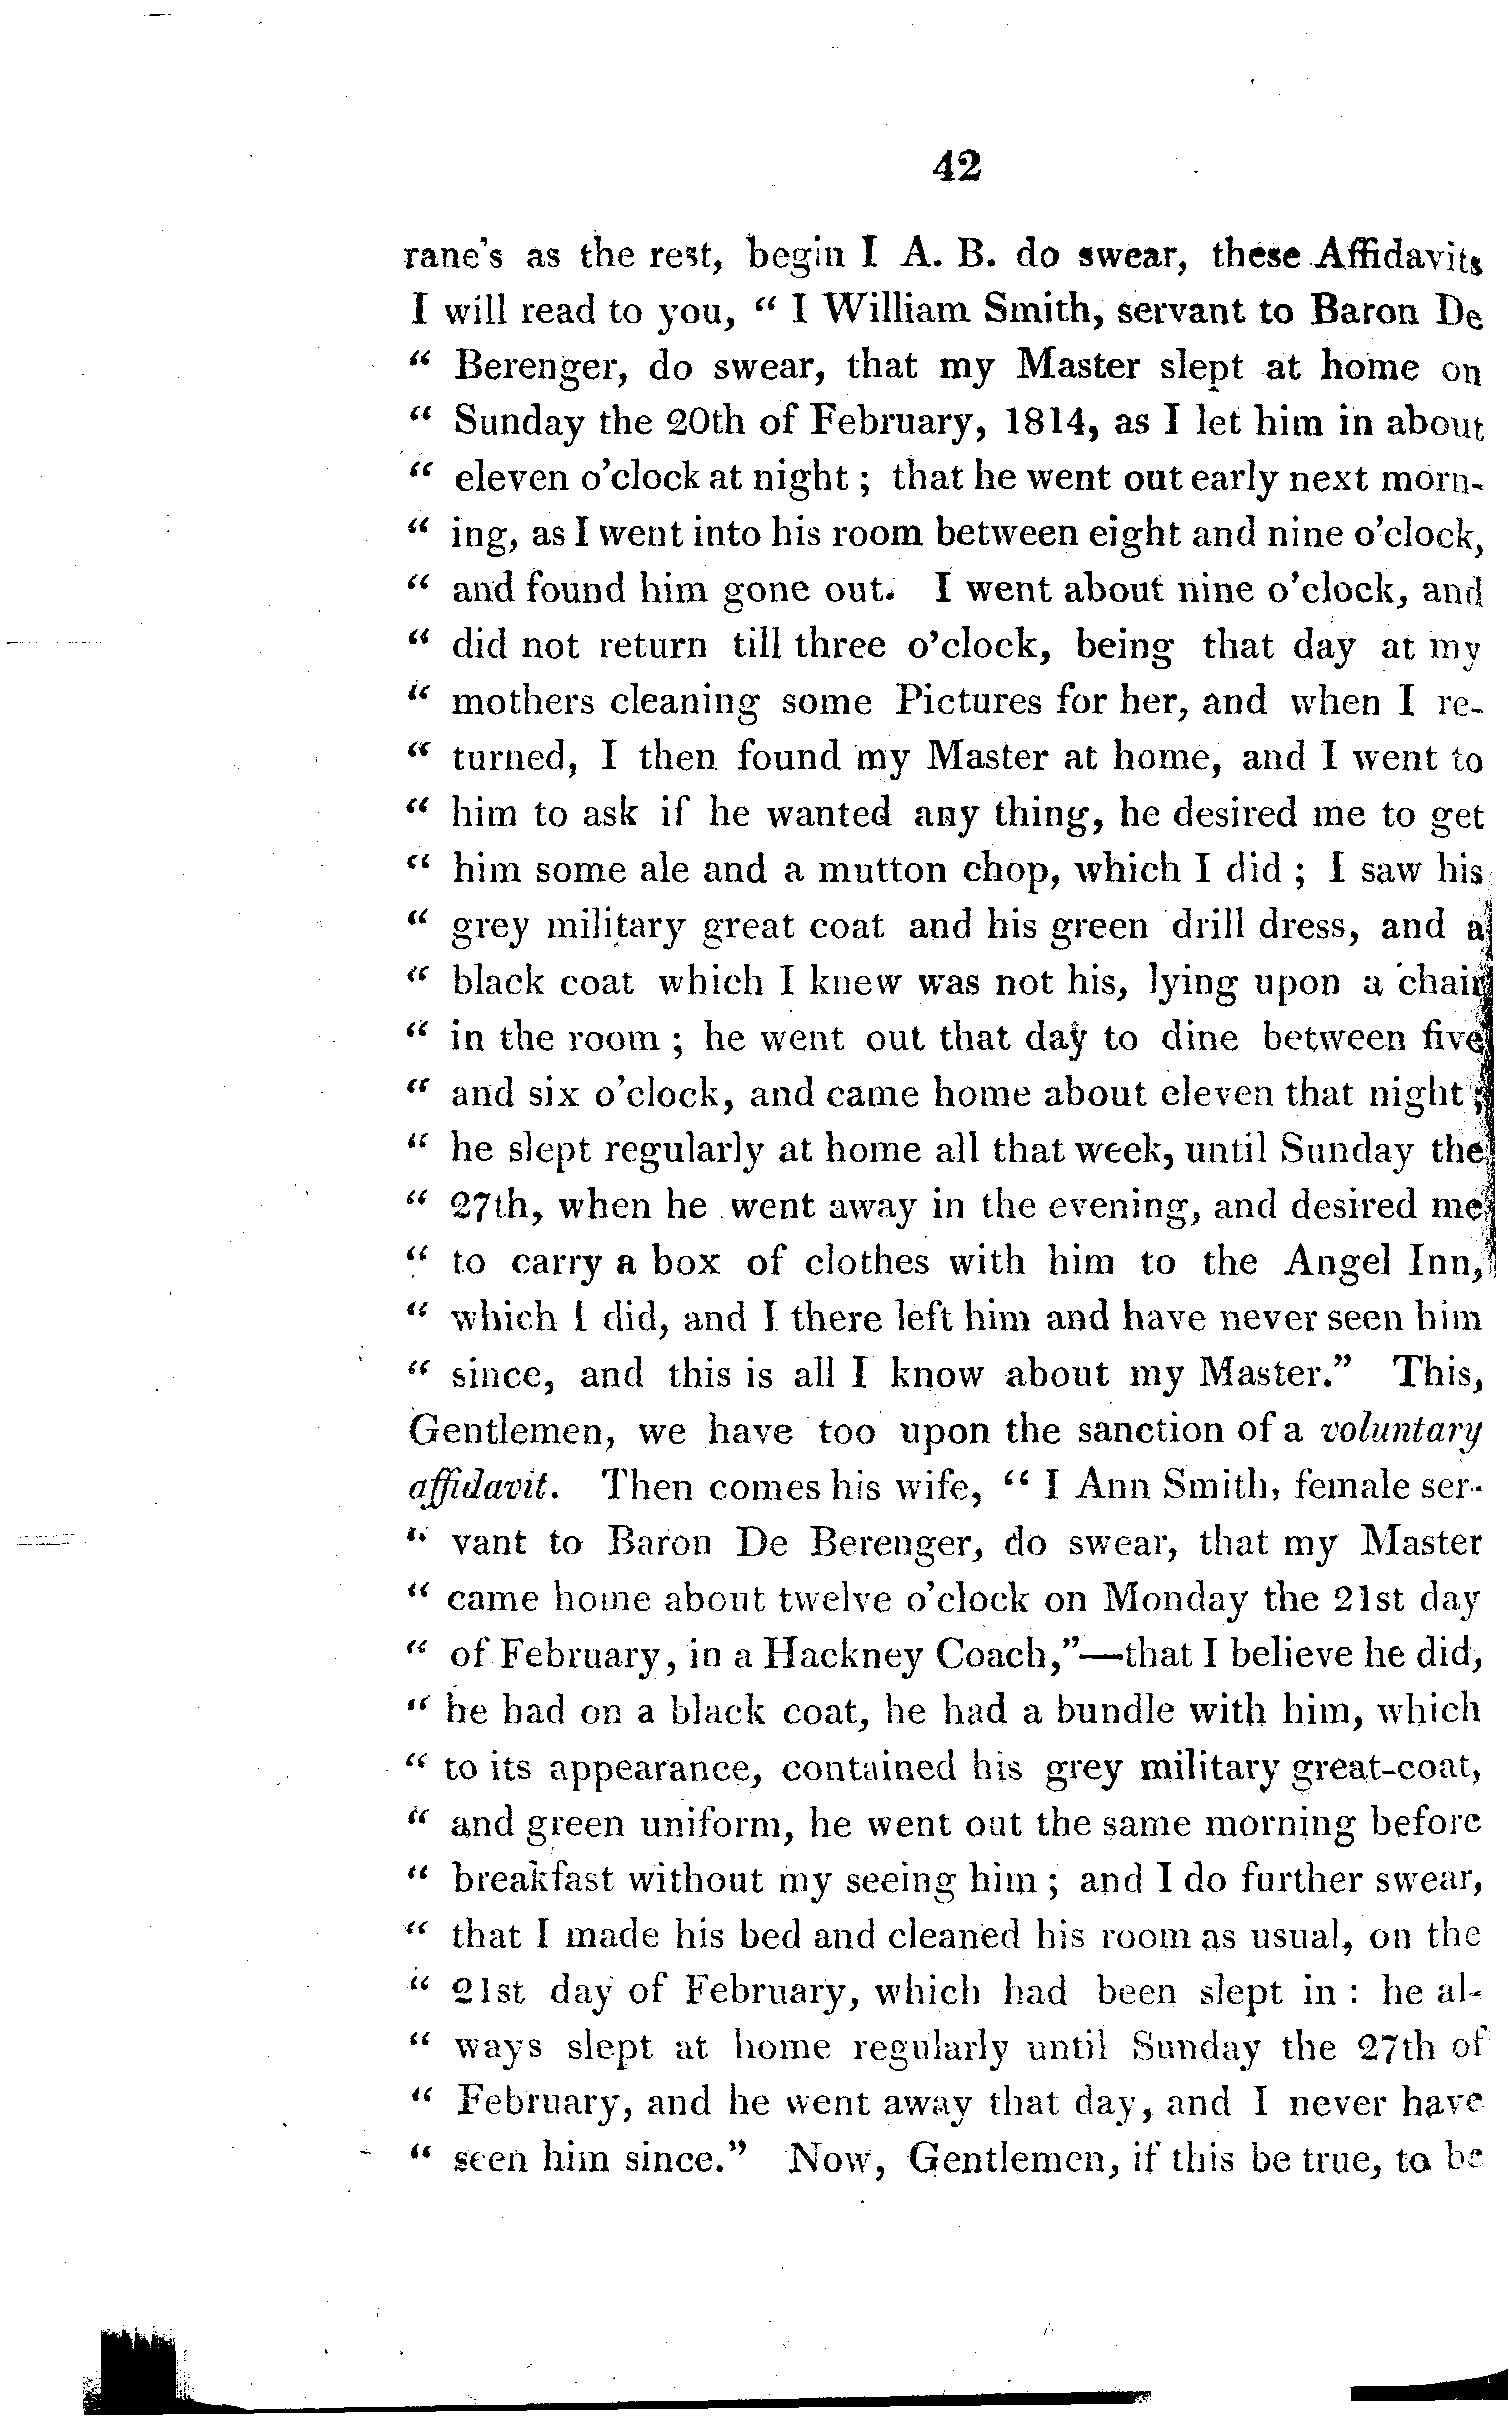 42
rane's as the rest, begin I A. B. do swear, these Affidavits
I will read to you, “ I William Smith, servant to Baron De
“ Berenger, do swear, that my Master slept at home on
“ Sunday the 20th of February, 1814, as I let him in about
“ eleven o'clock at night ; that he went out early next morn-
“ ing, as I went into his room between eight and nine o'clock,
“ and found him gone out. I went about nine o'clock, and
“ did not return till three o'clock, being that day at my
“ mothers cleaning some Pictures for her, and when I re-
“ turned, I then found my Master at home, and I went to
“ him to ask if he wanted any thing, he desired me to get
“ him some ale and a mutton chop, which I did ; I saw his
“ grey military great coat and his green drill dress, and a
“ black coat which I knew was not his, lying upon a chair
“ in the room ; he went out that day to dine between five
“ and six o'clock, and came home about eleven that night ;
“ he slept regularly at home all that week, until Sunday the
“ 27th, when he went away in the evening, and desired me
“ to carry a box of clothes with him to the Angel Inn,
“ which I did, and I there left him and have never seen him
“ since, and this is all I know about my Master.” This,
Gentlemen, we have too upon the sanction of a voluntary
affidavit. Then comes his wife, “ I Ann Smith, female ser-
“ vant to Baron De Berenger, do swear, that my Master
“ came home about twelve o'clock on Monday the 21st day
“ of February, in a Hackney Coach,”—that I believe he did,
“ he had on a black coat, he had a bundle with him, which
“ to its appearance, contained his grey military great-coat,
“ and green uniform, he went out the same morning before
“ breakfast without my seeing him ; and I do further swear,
“ that I made his bed and cleaned his room as usual, on the
“ 21st day of February, which had been slept in : he al-
“ ways slept at home regularly until Sunday the 27th of
“ February, and he went away that day, and I never have
“ seen him since.” Now, Gentlemen, if this be true, to be